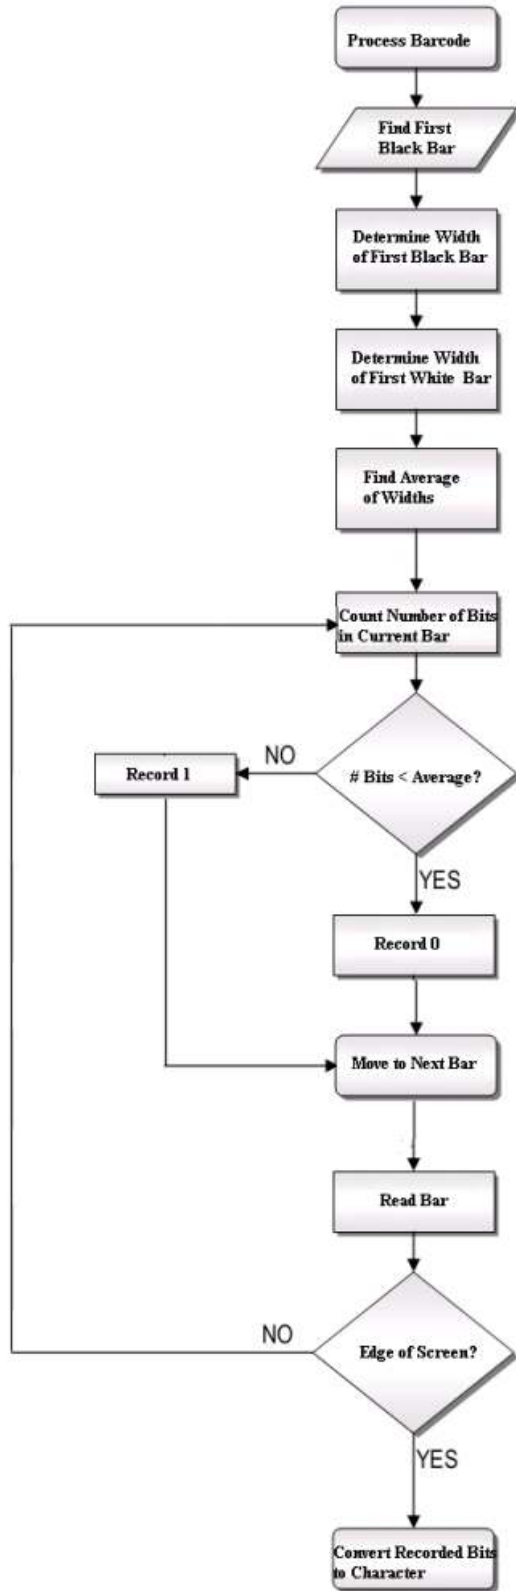 Process Barcode
Find First
Black Bar
Determine Width
of First Black Bar
Determine Width
of First White Bar
Find Average
of Widths
Count Number of Bits
in Current Bar
# Bits < Average?
NO
Record 1
YES
Record 0
Move to Next Bar
Read Bar
Edge of Screen?
NO
YES
Convert Recorded Bits
to Character